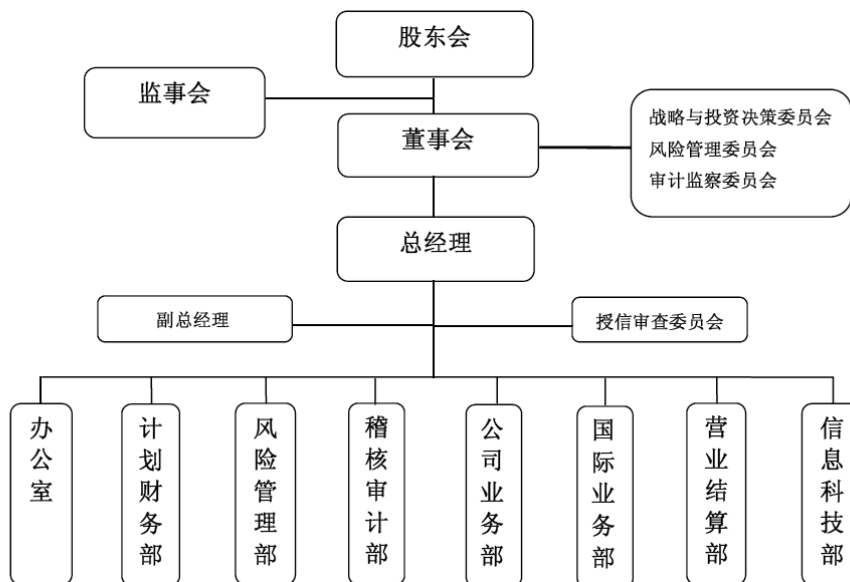 股东会
监事会
董事会
战略与投资决策委员会
风险管理委员会
审计监察委员会
总经理
副总经理
授信审查委员会
办公室
计划财务部
风险管理部
稽核审计部
公司业务部
国际业务部
营业结算部
信息科技部